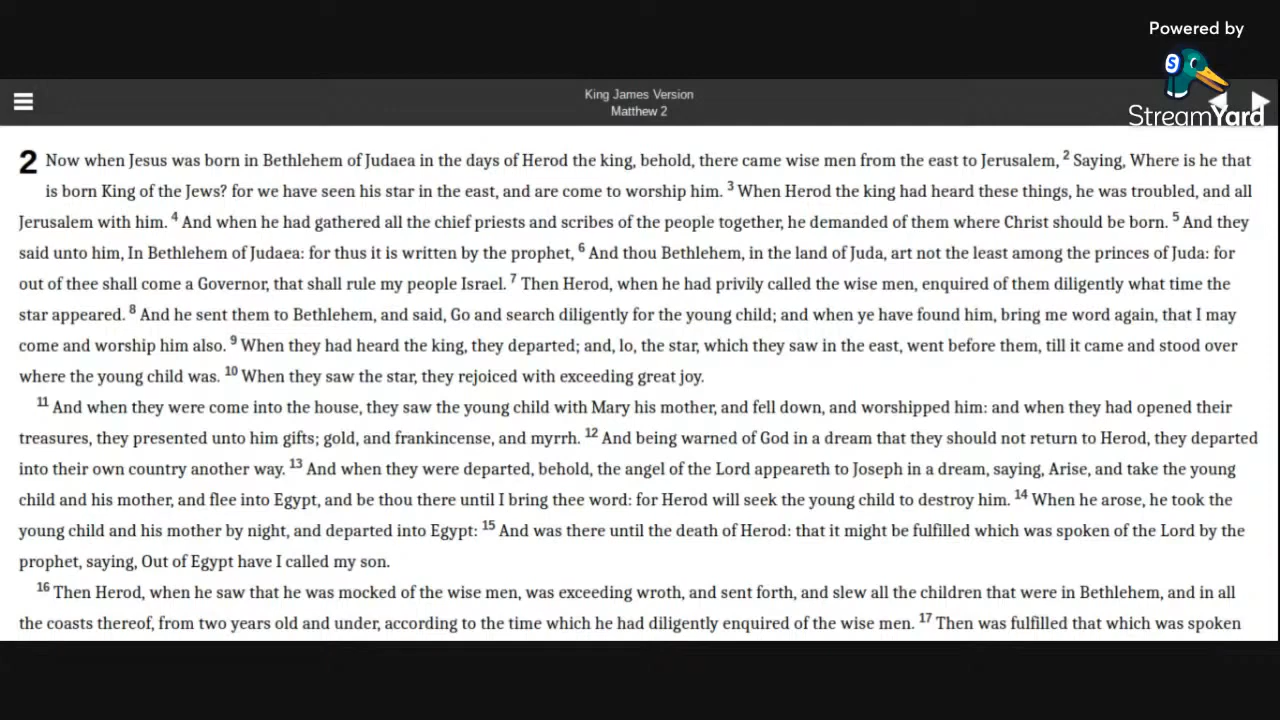 Powered by
S
StreamYard
King James Version
Matthew 2
2 Now when Jesus was born in Bethlehem of Judaea in the days of Herod the king, behold, there came wise men from the east to Jerusalem, 2 Saying, Where is he that
is born King of the Jews? for we have seen his star in the east, and are come to worship him. 3 When Herod the king had heard these things, he was troubled, and all
Jerusalem with him. 4 And when he had gathered all the chief priests and scribes of the people together, he demanded of them where Christ should be born. 5 And they
said unto him, In Bethlehem of Judaea: for thus it is written by the prophet, 6 And thou Bethlehem, in the land of Juda, art not the least among the princes of Juda: for
out of thee shall come a Governor, that shall rule my people Israel. 7 Then Herod, when he had privily called the wise men, enquired of them diligently what time the
star appeared. 8 And he sent them to Bethlehem, and said, Go and search diligently for the young child; and when ye have found him, bring me word again, that I may
come and worship him also. 9 When they had heard the king, they departed; and, lo, the star, which they saw in the east, went before them, till it came and stood over
where the young child was. 10 When they saw the star, they rejoiced with exceeding great joy.
11 And when they were come into the house, they saw the young child with Mary his mother, and fell down, and worshipped him: and when they had opened their
treasures, they presented unto him gifts; gold, and frankincense, and myrrh. 12 And being warned of God in a dream that they should not return to Herod, they departed
into their own country another way. 13 And when they were departed, behold, the angel of the Lord appeareth to Joseph in a dream, saying, Arise, and take the young
child and his mother, and flee into Egypt, and be thou there until I bring thee word: for Herod will seek the young child to destroy him. 14 When he arose, he took the
young child and his mother by night, and departed into Egypt: 15 And was there until the death of Herod: that it might be fulfilled which was spoken of the Lord by the
prophet, saying, Out of Egypt have I called my son.
16 Then Herod, when he saw that he was mocked of the wise men, was exceeding wroth, and sent forth, and slew all the children that were in Bethlehem, and in all
the coasts thereof, from two years old and under, according to the time which he had diligently enquired of the wise men. 17 Then was fulfilled that which was spoken